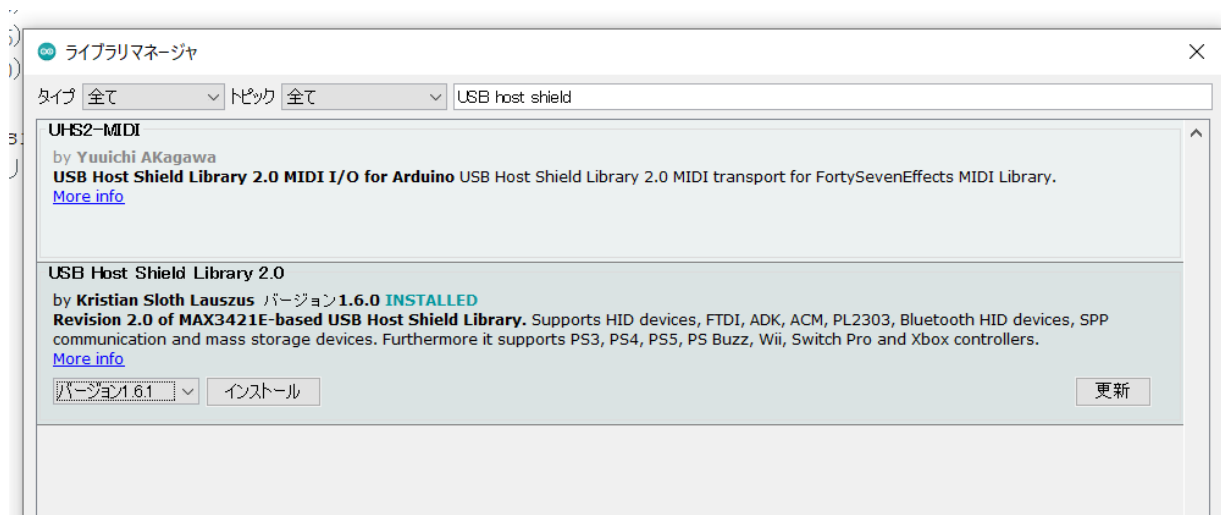 ライブラリマネージャ
タイプ 全て トピック 全て USB host shield
UHS2-MIDI
by Yuuichi AKagawa
USB Host Shield Library 2.0 MIDI I/O for Arduino USB Host Shield Library 2.0 MIDI transport for FortySevenEffects MIDI Library.
More info
USB Host Shield Library 2.0
by Kristian Sloth Lauszus バージョン1.6.0 INSTALLED
Revision 2.0 of MAX3421E-based USB Host Shield Library. Supports HID devices, FTDI, ADK, ACM, PL2303, Bluetooth HID devices, SPP
communication and mass storage devices. Furthermore it supports PS3, PS4, PS5, PS Buzz, Wii, Switch Pro and Xbox controllers.
More info
バージョン1.6.1 インストール 更新